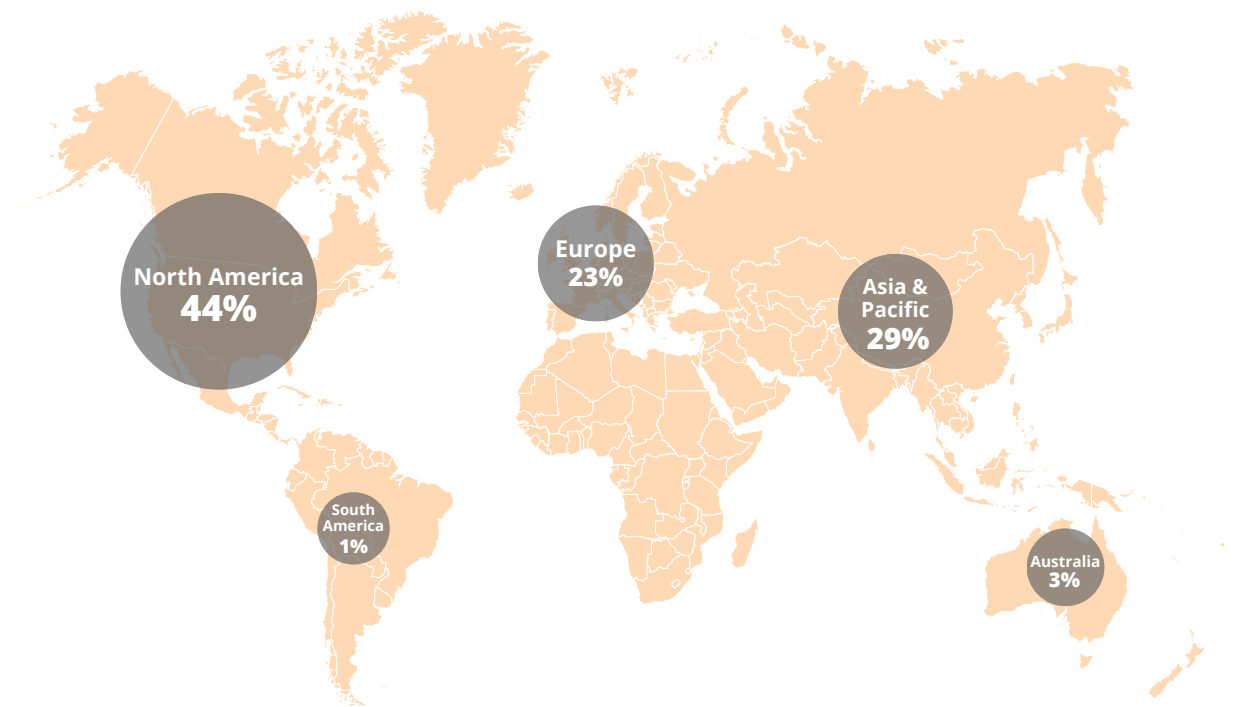 North America
44%
Europe
23%
Asia &
Pacific
29%
South
America
1%
Australia
3%